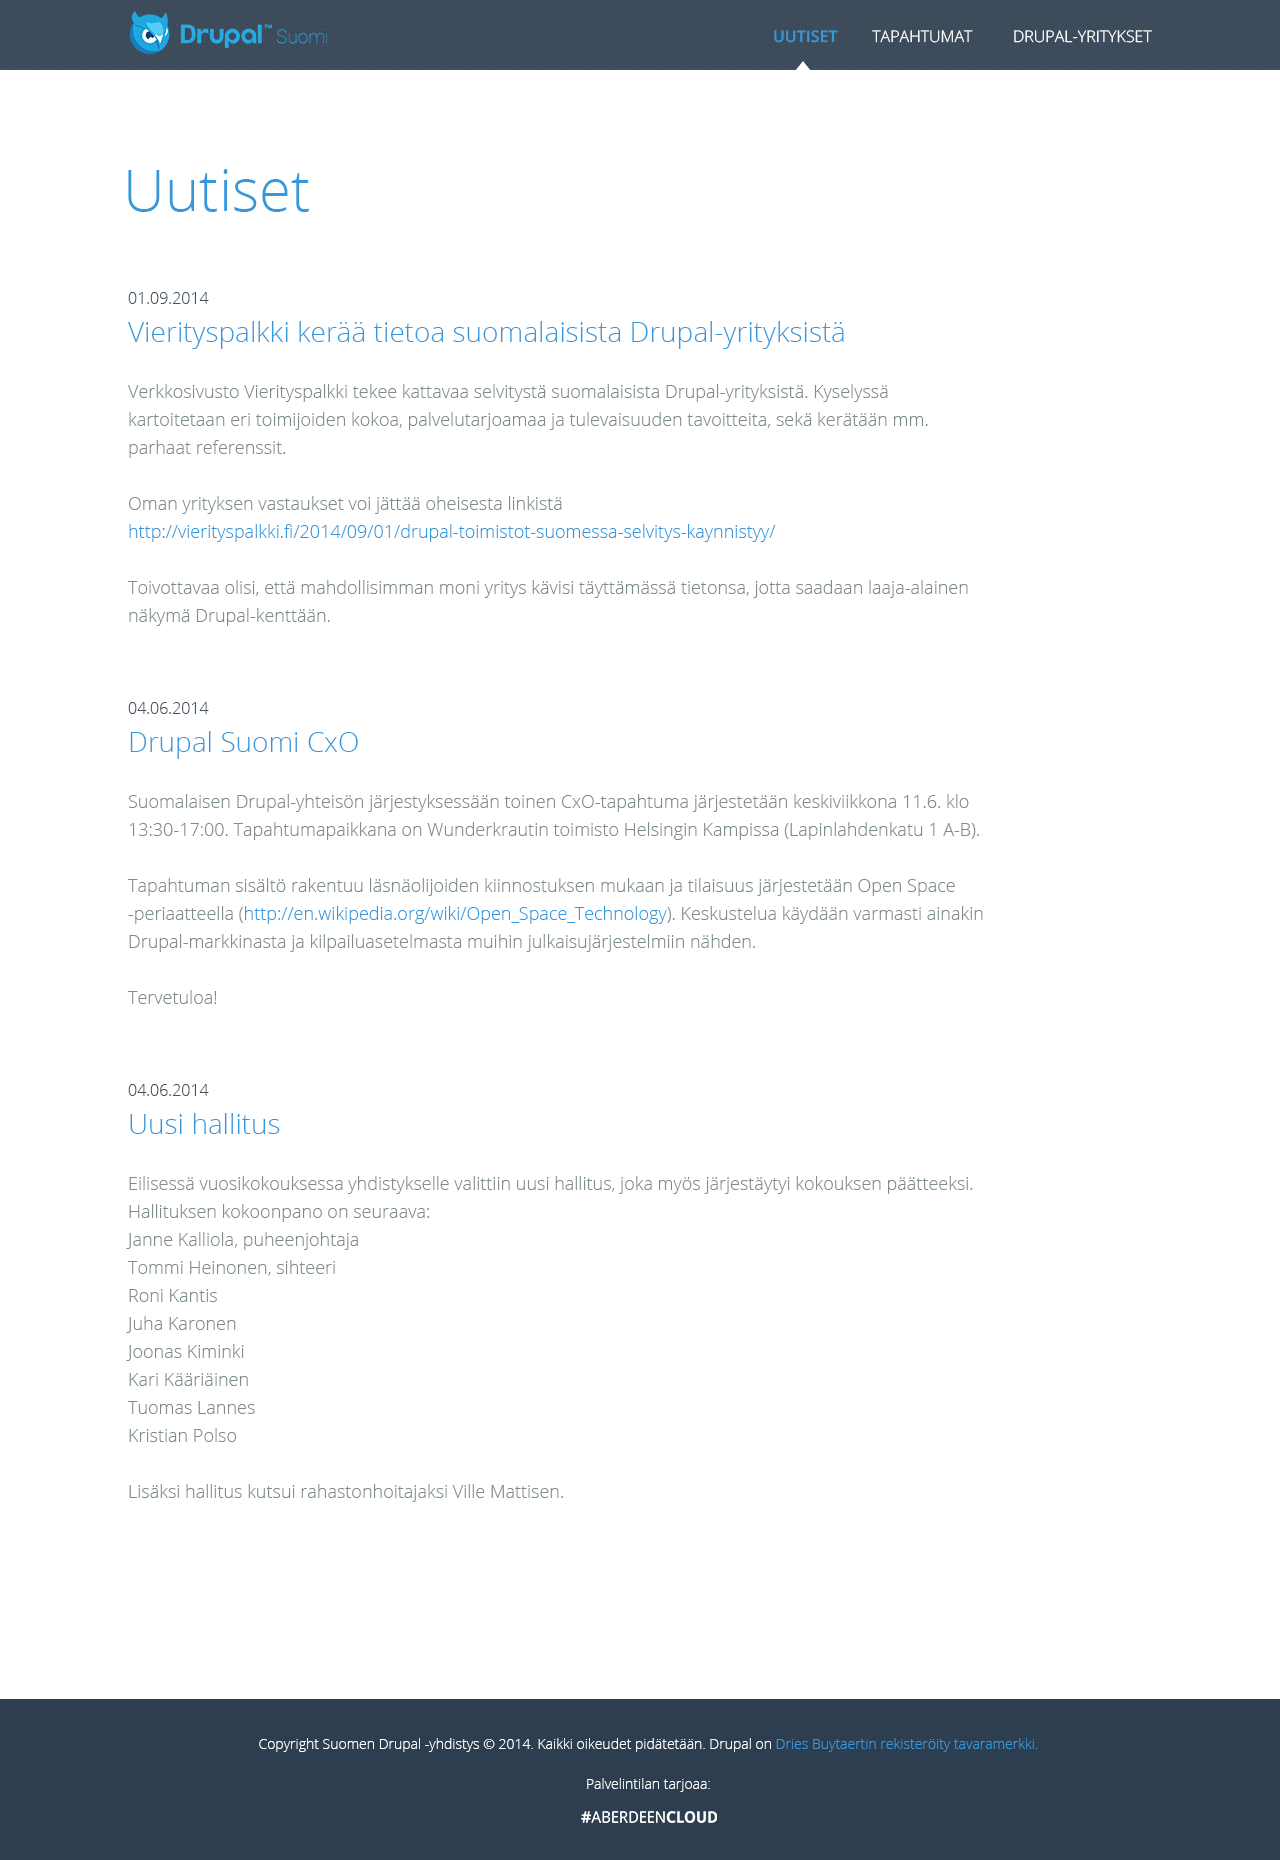 Drupal™ Suomi
UUTISET TAPAHTUMAT DRUPAL-YRITYKSET
Uutiset
01.09.2014
Vierityspalkki kerää tietoa suomalaisista Drupal-yrityksistä
Verkkosivusto Vierityspalkki tekee kattavaa selvitystä suomalaisista Drupal-yrityksistä. Kyselyssä
kartoitetaan eri toimijoiden kokoa, palvelutarjoamaa ja tulevaisuuden tavoitteita, sekä kerätään mm.
parhaat referenssit.
Oman yrityksen vastaukset voi jättää oheisesta linkistä
http://vierityspalkki.fi/2014/09/01/drupal-toimistot-suomessa-selvitys-kaynnistyy/
Toivottavaa olisi, että mahdollisimman moni yritys kävisi täyttämässä tietonsa, jotta saadaan laaja-alainen
näkymä Drupal-kenttään.
04.06.2014
Drupal Suomi CxO
Suomalaisen Drupal-yhteisön järjestyksessään toinen CxO-tapahtuma järjestetään keskiviikkona 11.6. klo
13:30-17:00. Tapahtumapaikkana on Wunderkrautin toimisto Helsingin Kampissa (Lapinlahdenkatu 1 A-B).
Tapahtuman sisältö rakentuu läsnäolijoiden kiinnostuksen mukaan ja tilaisuus järjestetään Open Space
-periaatteella (http://en.wikipedia.org/wiki/Open_Space_Technology). Keskustelua käydään varmasti ainakin
Drupal-markkinasta ja kilpailuasetelmasta muihin julkaisujärjestelmiin nähden.
Tervetuloa!
04.06.2014
Uusi hallitus
Eilisessä vuosikokouksessa yhdistykselle valittiin uusi hallitus, joka myös järjestäytyi kokouksen päätteeksi.
Hallituksen kokoonpano on seuraava:
Janne Kalliola, puheenjohtaja
Tommi Heinonen, sihteeri
Roni Kantis
Juha Karonen
Joonas Kiminki
Kari Kääriäinen
Tuomas Lannes
Kristian Polso
Lisäksi hallitus kutsui rahastonhoitajaksi Ville Mattisen.
Copyright Suomen Drupal -yhdistys © 2014. Kaikki oikeudet pidätetään. Drupal on Dries Buytaertin rekisteröity tavaramerkki.
Palvelintilan tarjoaa:
#ABERDEENCLOUD